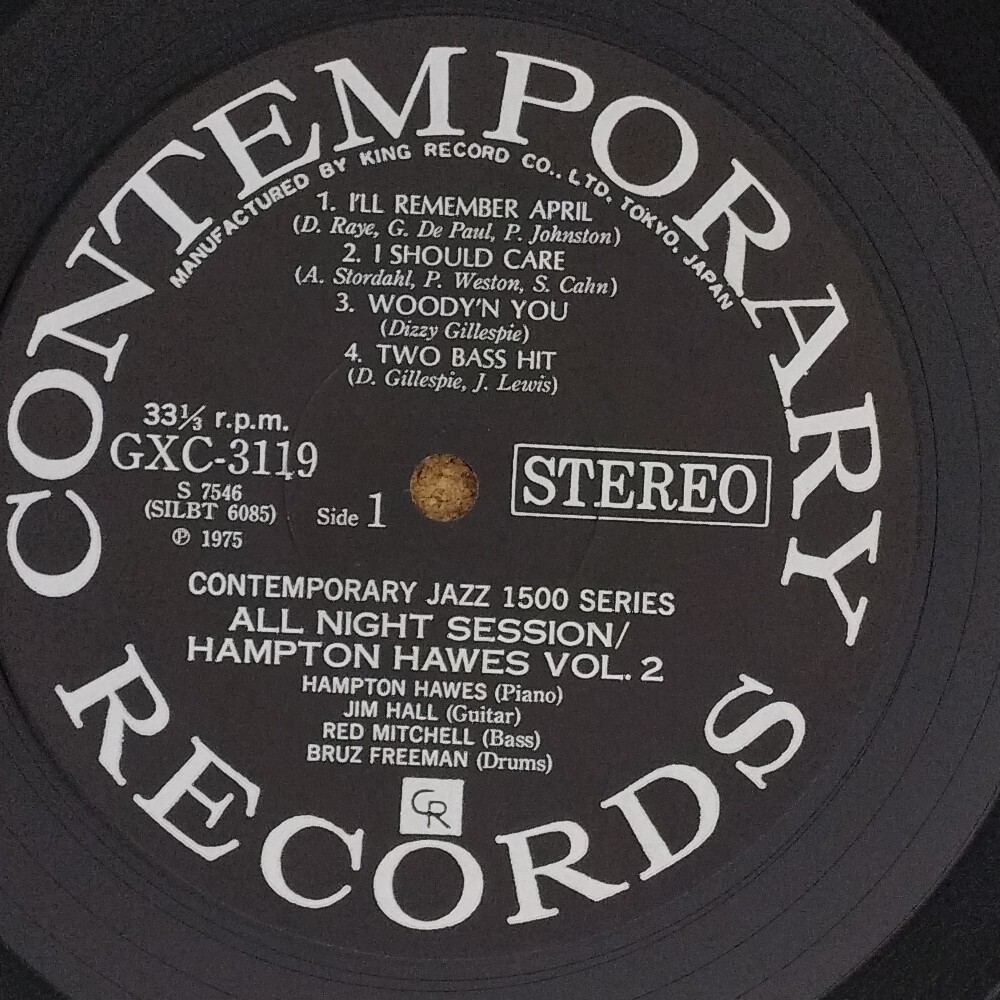 CONTEMPORARY
MANUFACTURED BY KING RECORD CO., LTD. TOKYO. JAPAN
1. I'LL REMEMBER APRIL
(D. Raye, G. De Paul, P. Johnston)
2. I SHOULD CARE
(A. Stordahl, P. Weston, S. Cahn)
3. WOODY'N YOU
(Dizzy Gillespie)
4. TWO BASS HIT
(D. Gillespie, J. Lewis)
33⅓ r.p.m.
GXC-3119
S 7546
(SILBT 6085)
℗ 1975
Side 1
STEREO
CONTEMPORARY JAZZ 1500 SERIES
ALL NIGHT SESSION/
HAMPTON HAWES VOL. 2
HAMPTON HAWES (Piano)
JIM HALL (Guitar)
RED MITCHELL (Bass)
BRUZ FREEMAN (Drums)
CR
RECORDS